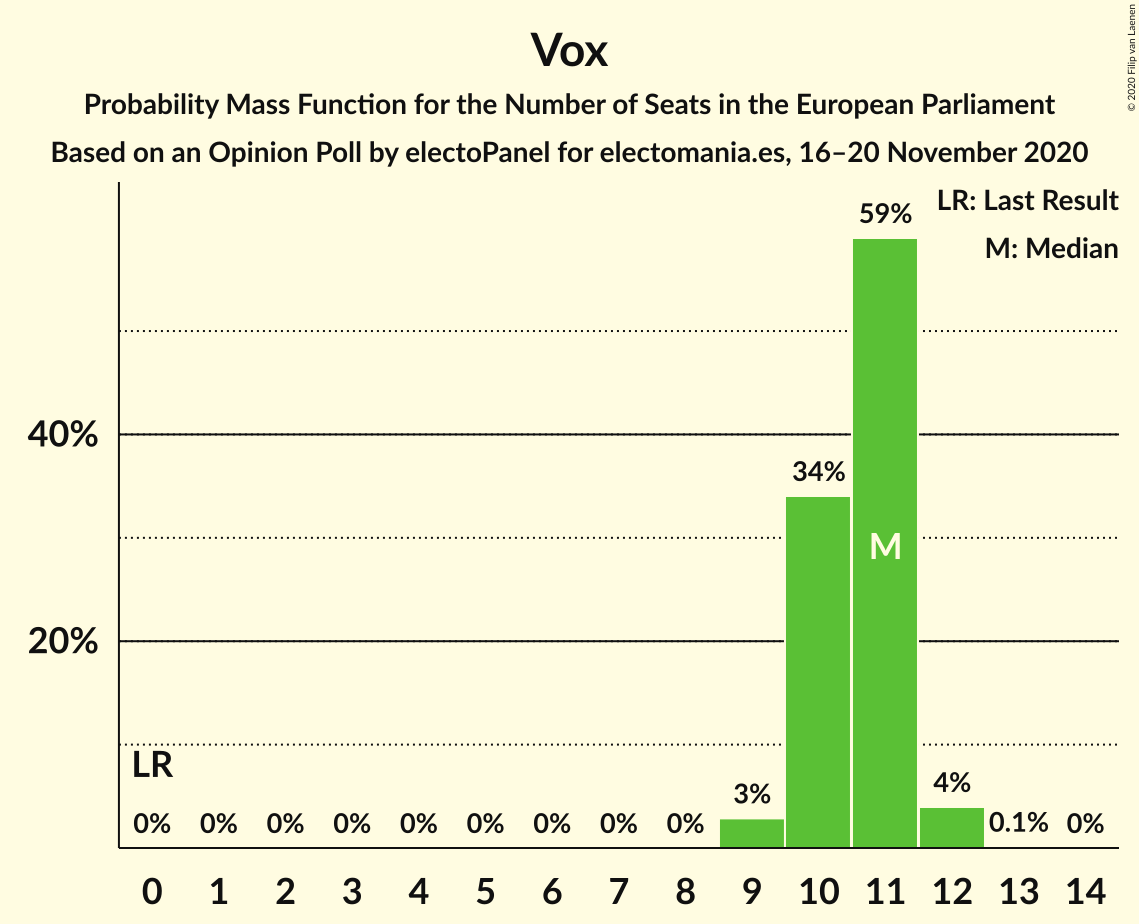 Vox
Probability Mass Function for the Number of Seats in the European Parliament
Based on an Opinion Poll by electoPanel for electomania.es, 16–20 November 2020
© 2020 Filip van Laenen
LR: Last Result
M: Median
59%
40%
34%
M
20%
LR
0% 0% 0% 0% 0% 0% 0% 0% 0% 3% 4% 0.1% 0%
0 1 2 3 4 5 6 7 8 9 10 11 12 13 14